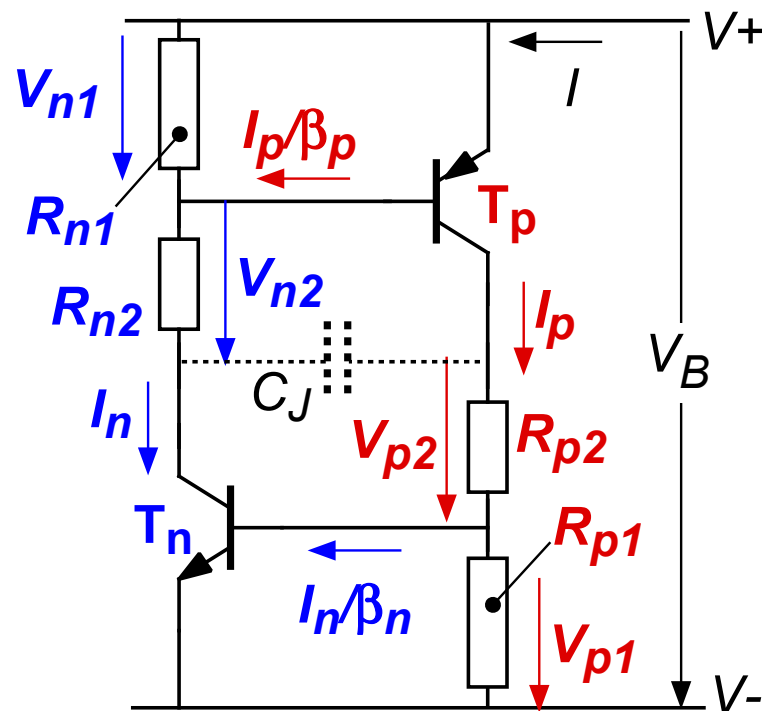 V+
Vn1
I
Ip/βp
Rn1
Tp
Vn2
Rn2
Ip
VB
CJ
In
Vp2
Rp2
Tn
Rp1
In/βn
Vp1
V-